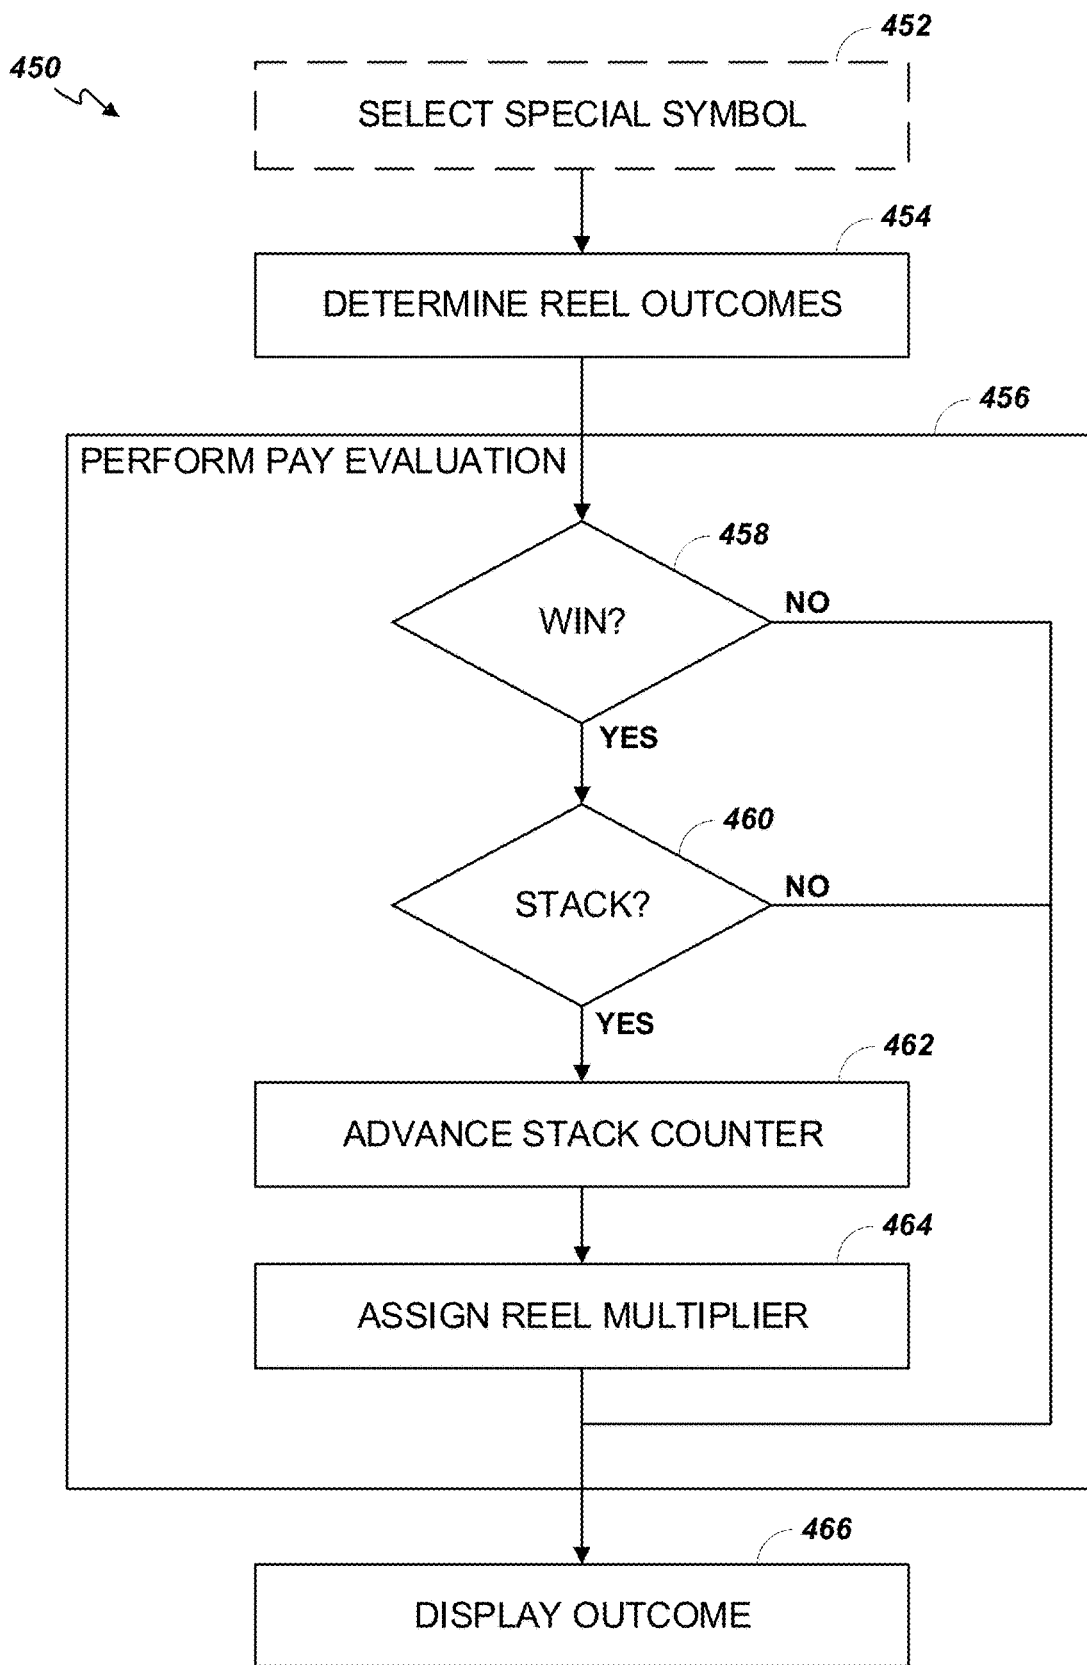 452
450
SELECT SPECIAL SYMBOL
454
DETERMINE REEL OUTCOMES
456
PERFORM PAY EVALUATION
458
WIN?
NO
YES
460
STACK?
NO
YES
462
ADVANCE STACK COUNTER
464
ASSIGN REEL MULTIPLIER
466
DISPLAY OUTCOME